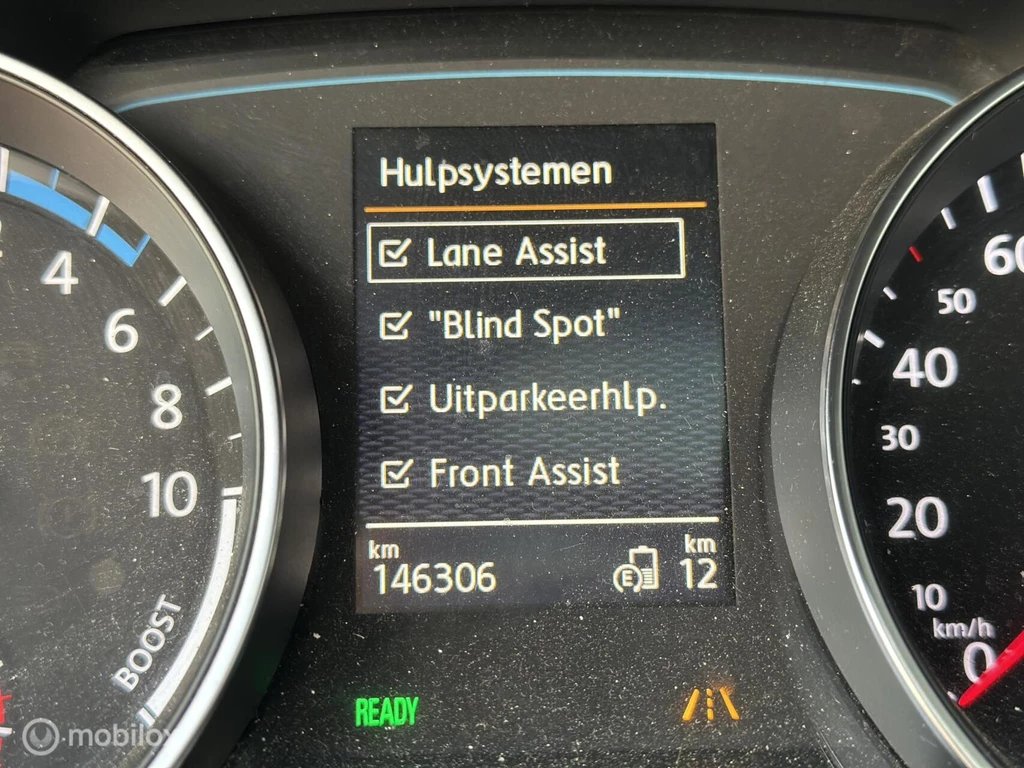 Hulpsystemen
Lane Assist
"Blind Spot"
Uitparkeerhlp.
Front Assist
km
146306
E
km
12
4
6
8
10
BOOST
60
50
40
30
20
10
km/h
0
READY
mobilox